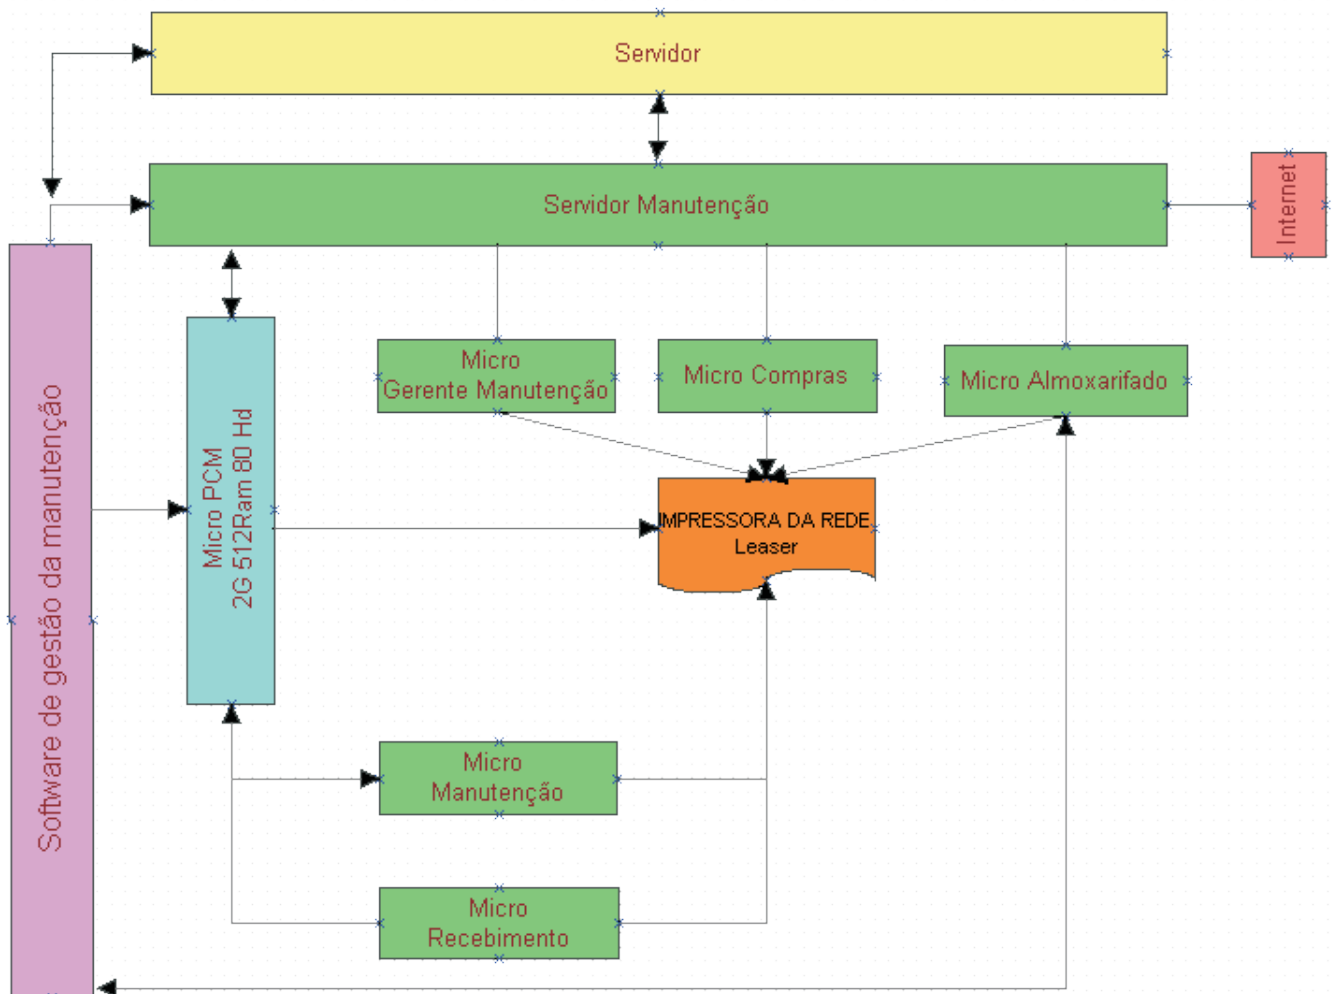 Servidor
Servidor Manutenção
Internet
Software de gestão da manutenção
Micro PCM
2G 512Ram 80 Hd
Micro
Gerente Manutenção
Micro Compras
Micro Almoxarifado
IMPRESSORA DA REDE
Leaser
Micro
Manutenção
Micro
Recebimento